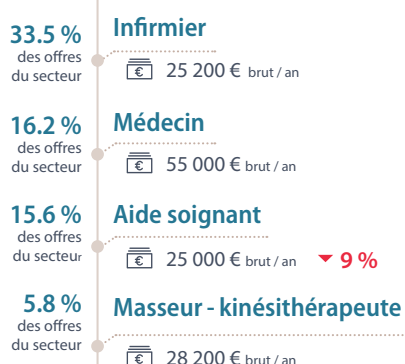 33.5 %
des offres
du secteur
Infirmier
€ 25 200 € brut / an
16.2 %
des offres
du secteur
Médecin
€ 55 000 € brut / an
15.6 %
des offres
du secteur
Aide soignant
€ 25 000 € brut / an 9 %
5.8 %
des offres
du secteur
Masseur - kinésithérapeute
€ 28 200 € brut / an